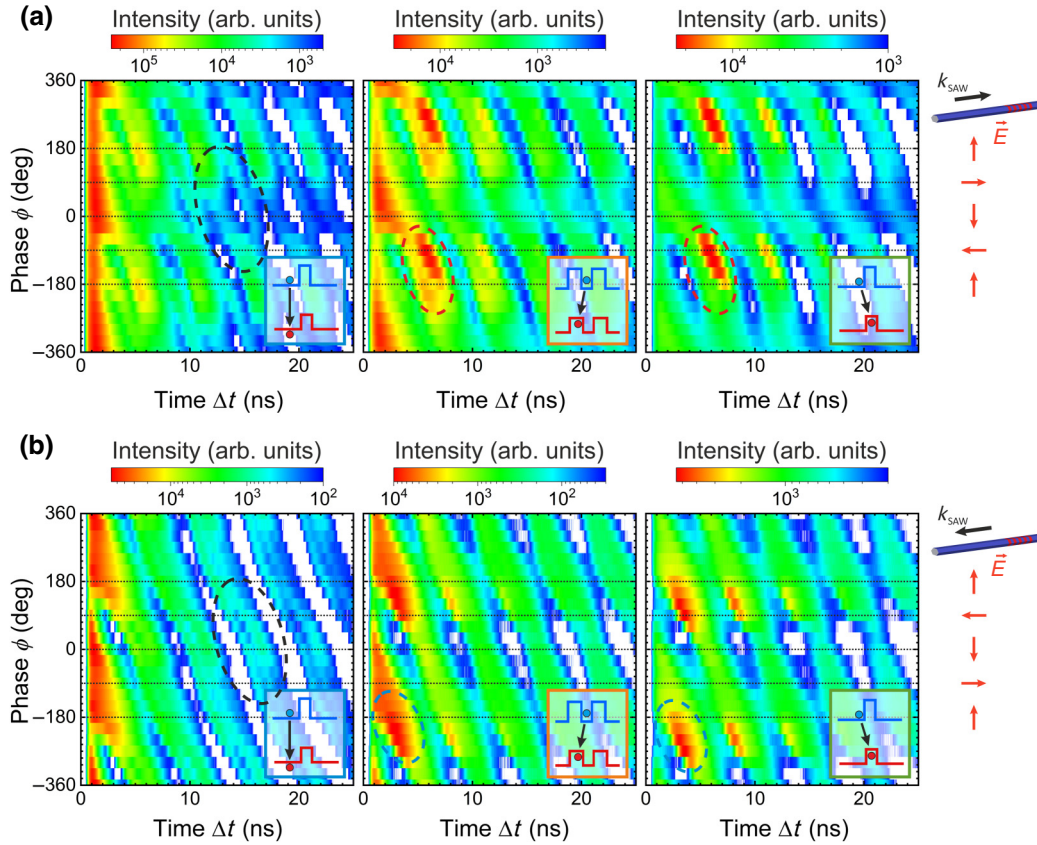 (a)
Intensity (arb. units) Intensity (arb. units) Intensity (arb. units)
10⁵ 10⁴ 10⁴ 10³ 10⁴ 10³
360
180
0
−180
−360
Phase ϕ (deg)
0 10 20 0 10 20 0 10 20
Time Δt (ns) Time Δt (ns) Time Δt (ns)
k_SAW
E
(b)
Intensity (arb. units) Intensity (arb. units) Intensity (arb. units)
10⁴ 10³ 10² 10⁴ 10³ 10² 10³
360
180
0
−180
−360
Phase ϕ (deg)
0 10 20 0 10 20 0 10 20
Time Δt (ns) Time Δt (ns) Time Δt (ns)
k_SAW
E